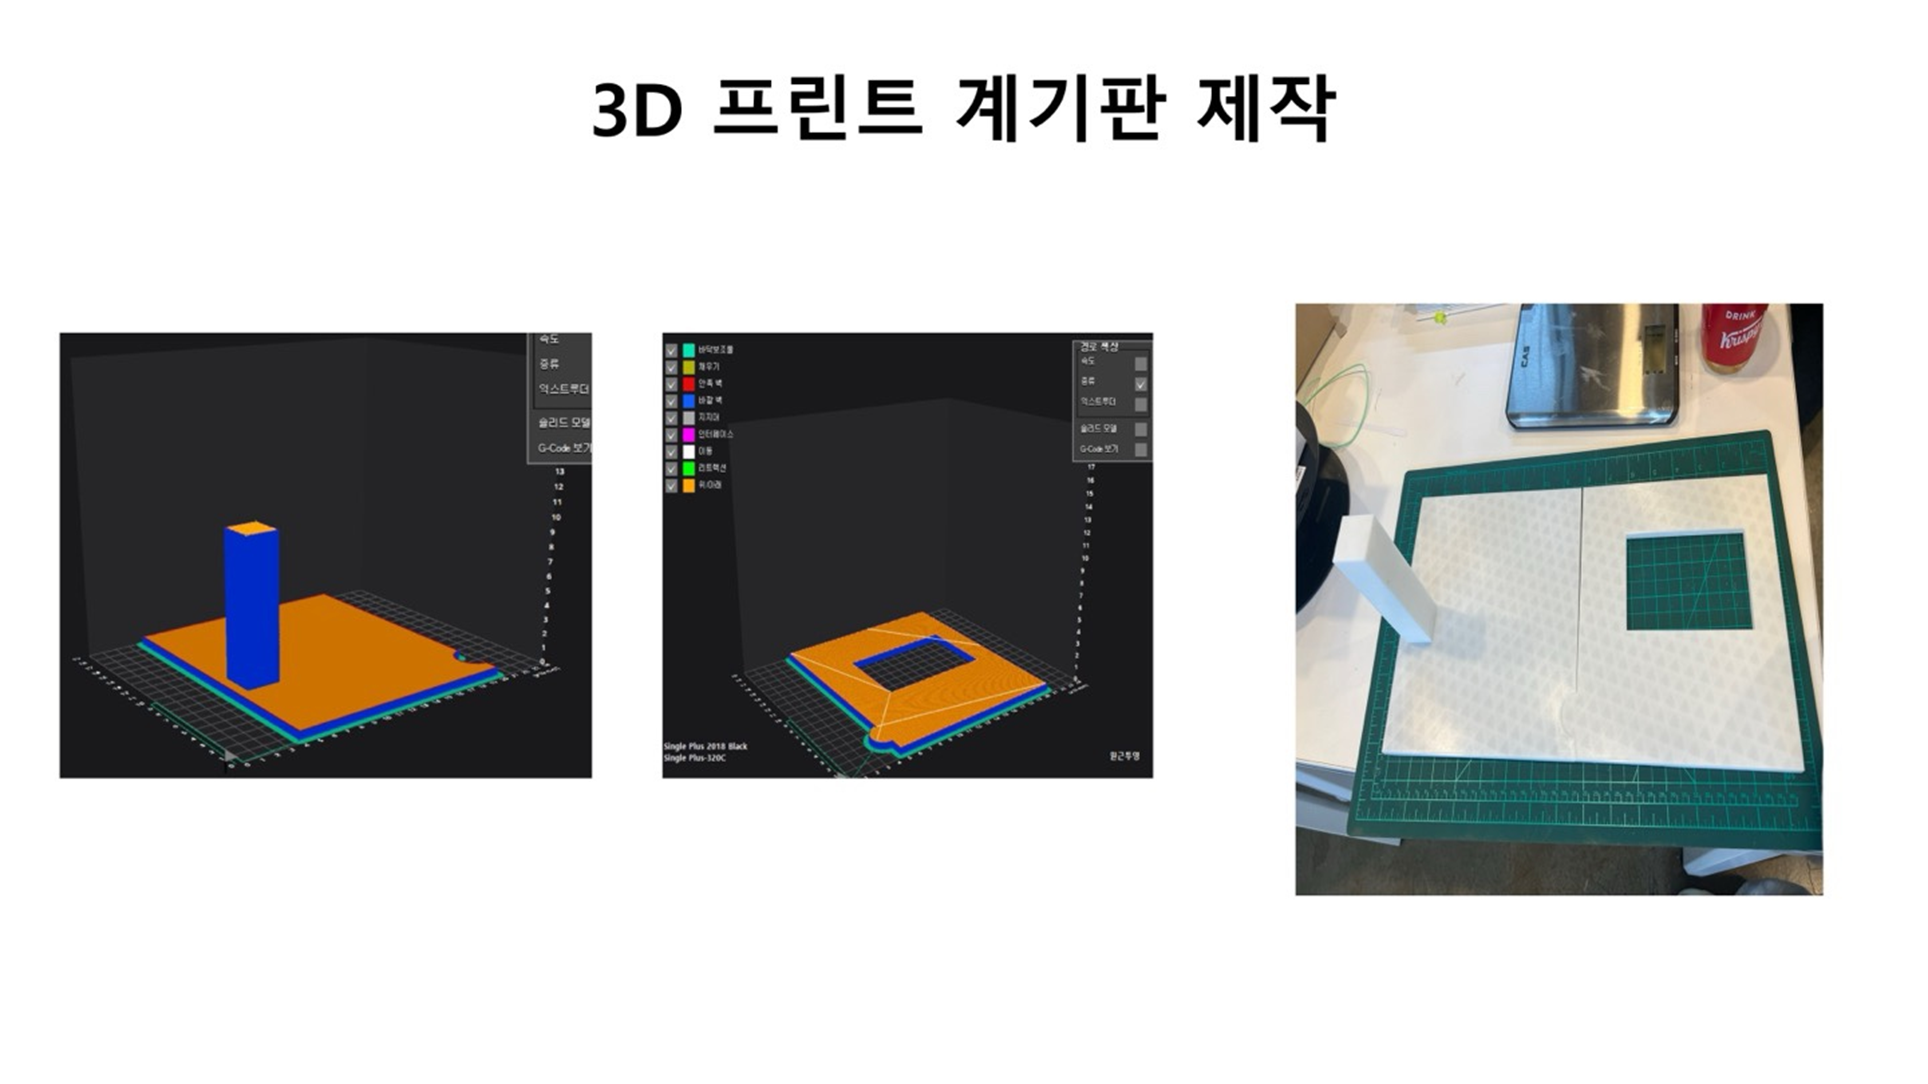 3D 프린트 계기판 제작
속도
종류
익스트루더
솔리드 모델
G-Code 보기
13
12
11
10
9
8
7
6
5
4
3
2
1
0
바닥보조물
채우기
안쪽 벽
바깥 벽
지지대
인터페이스
이동
리트랙션
위/아래
경로 색상
속도
종류
익스트루더
솔리드 모델
G-Code 보기
17
16
15
14
13
12
11
10
9
8
7
6
5
4
3
2
1
Single Plus 2018 Black
Single Plus-320C
원근투영
CAS
DRINK
Krispy